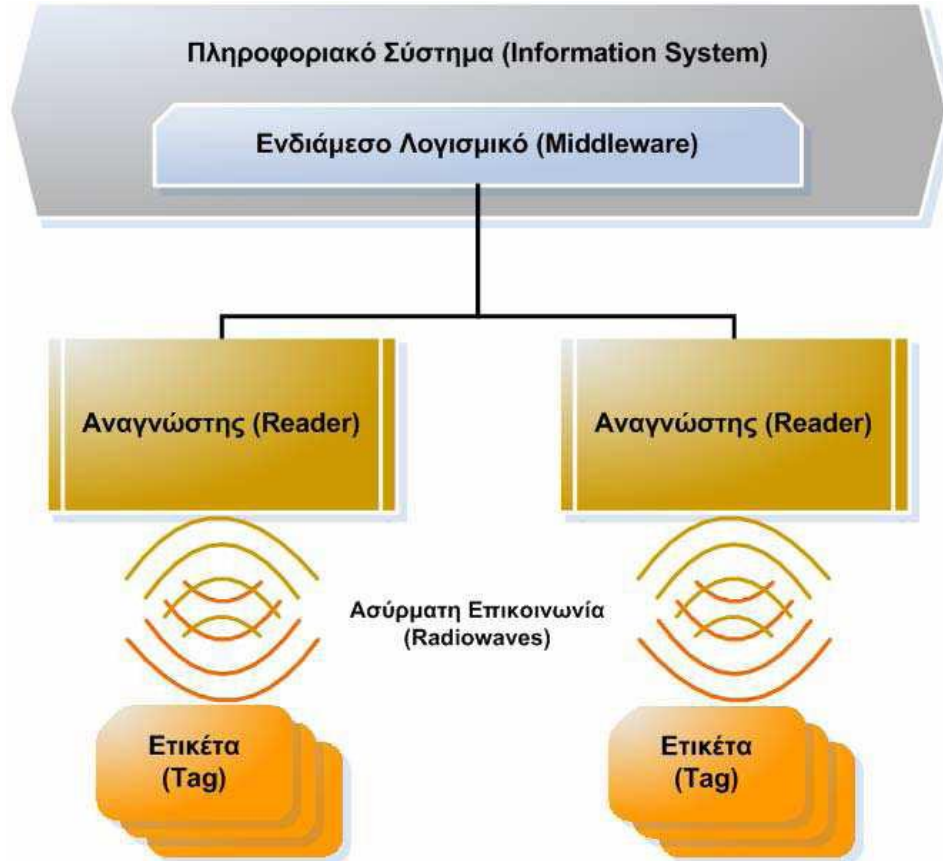 Πληροφοριακό Σύστημα (Information System)
Ενδιάμεσο Λογισμικό (Middleware)
Αναγνώστης (Reader)
Αναγνώστης (Reader)
Ασύρματη Επικοινωνία
(Radiowaves)
Ετικέτα
(Tag)
Ετικέτα
(Tag)